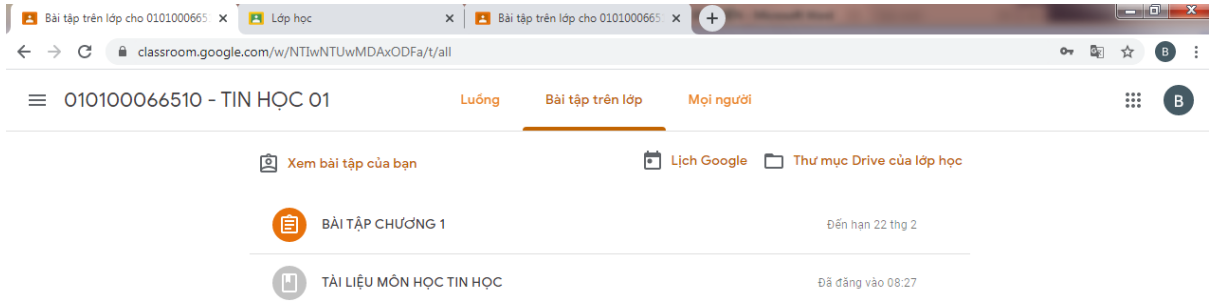 Bài tập trên lớp cho 0101000665 Lớp học Bài tập trên lớp cho 0101000665
classroom.google.com/w/NTIwNTUwMDAxODFa/t/all B
010100066510 - TIN HỌC 01 Luồng Bài tập trên lớp Mọi người B
Xem bài tập của bạn Lịch Google Thư mục Drive của lớp học
BÀI TẬP CHƯƠNG 1 Đến hạn 22 thg 2
TÀI LIỆU MÔN HỌC TIN HỌC Đã đăng vào 08:27